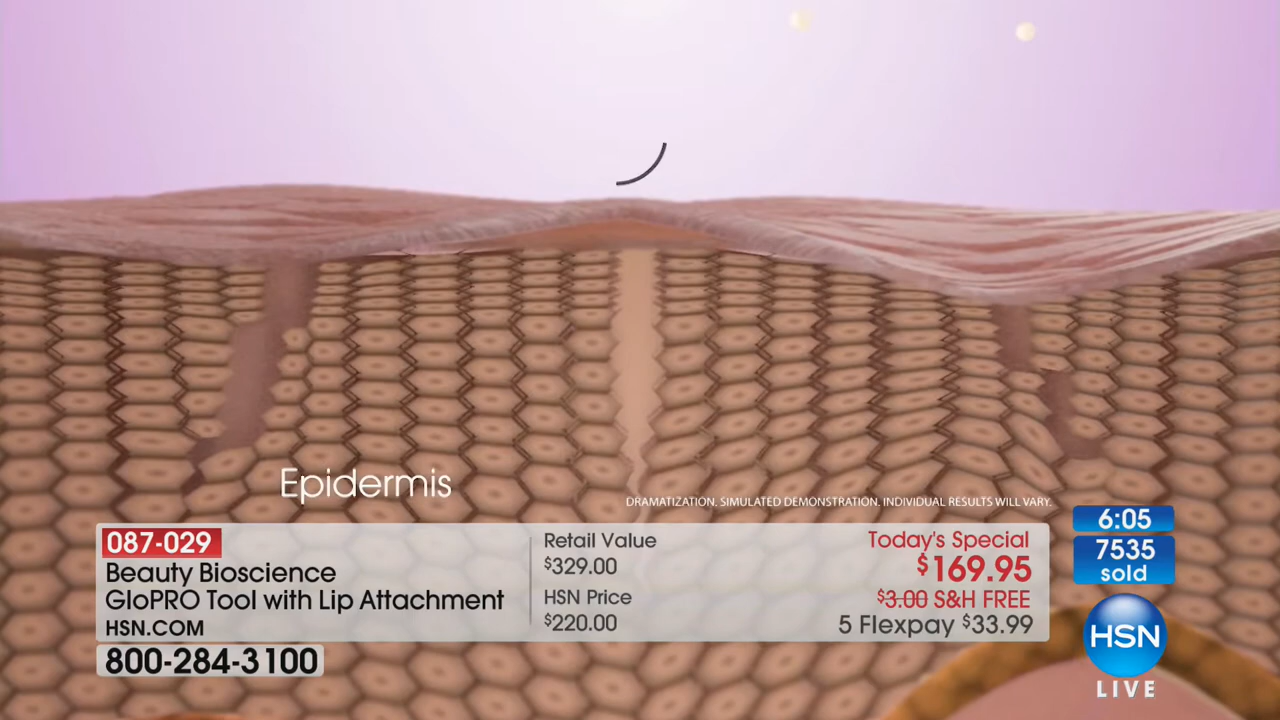 Epidermis
DRAMATIZATION. SIMULATED DEMONSTRATION. INDIVIDUAL RESULTS WILL VARY.
087-029
Beauty Bioscience
GloPRO Tool with Lip Attachment
HSN.COM
800-284-3100
Retail Value
$329.00
HSN Price
$220.00
Today's Special
$169.95
$3.00 S&H FREE
5 Flexpay $33.99
6:05
7535
sold
HSN
LIVE